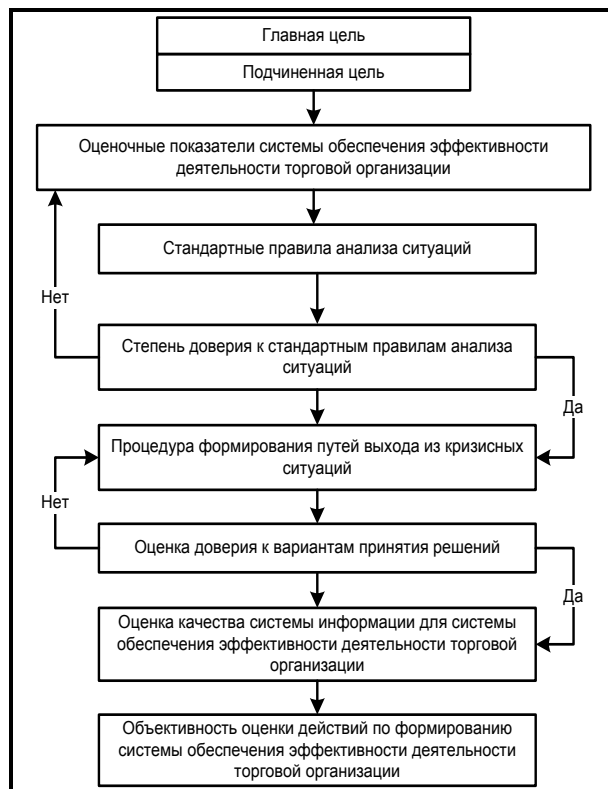 Главная цель
Подчиненная цель
Оценочные показатели системы обеспечения эффективности
деятельности торговой организации
Стандартные правила анализа ситуаций
Нет
Степень доверия к стандартным правилам анализа
ситуаций
Да
Процедура формирования путей выхода из кризисных
ситуаций
Нет
Оценка доверия к вариантам принятия решений
Да
Оценка качества системы информации для системы
обеспечения эффективности деятельности торговой
организации
Объективность оценки действий по формированию
системы обеспечения эффективности деятельности
торговой организации